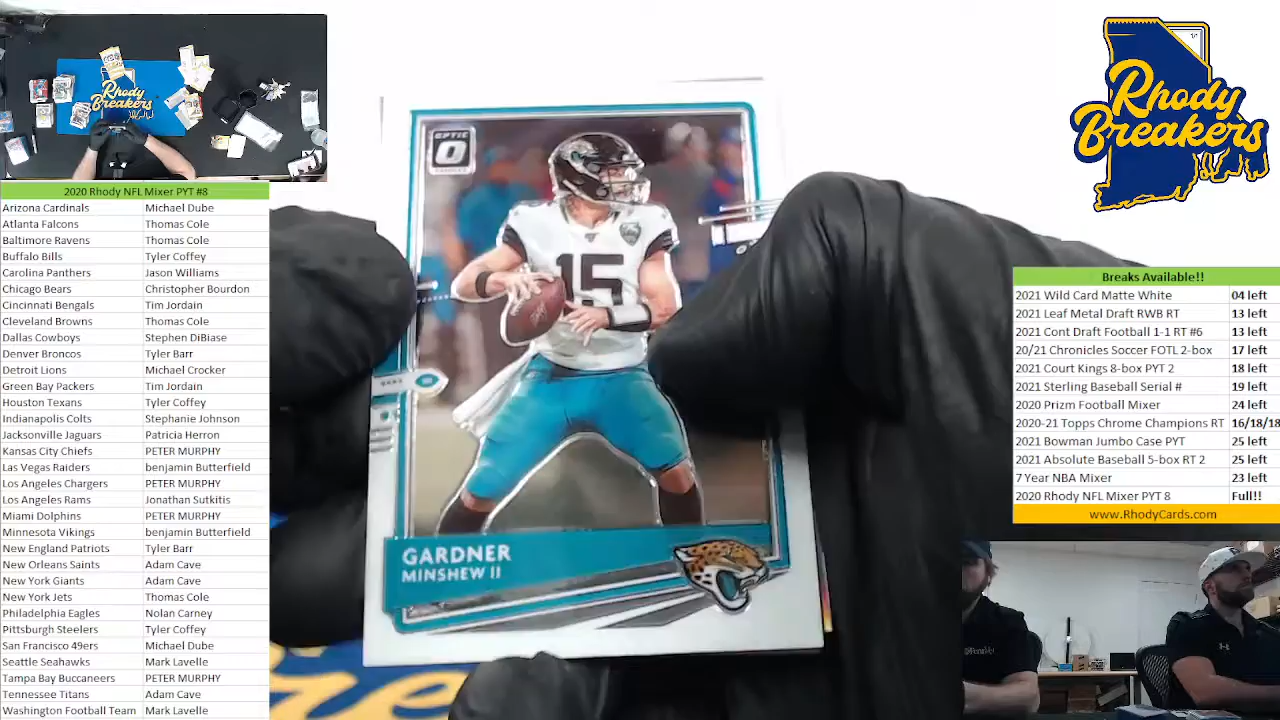 Rhody
Breakers
2020 Rhody NFL Mixer PYT #8
Arizona Cardinals Michael Dube
Atlanta Falcons Thomas Cole
Baltimore Ravens Thomas Cole
Buffalo Bills Tyler Coffey
Carolina Panthers Jason Williams
Chicago Bears Christopher Bourdon
Cincinnati Bengals Tim Jordain
Cleveland Browns Thomas Cole
Dallas Cowboys Stephen DiBiase
Denver Broncos Tyler Barr
Detroit Lions Michael Crocker
Green Bay Packers Tim Jordain
Houston Texans Tyler Coffey
Indianapolis Colts Stephanie Johnson
Jacksonville Jaguars Patricia Herron
Kansas City Chiefs PETER MURPHY
Las Vegas Raiders benjamin Butterfield
Los Angeles Chargers PETER MURPHY
Los Angeles Rams Jonathan Sutkitis
Miami Dolphins PETER MURPHY
Minnesota Vikings benjamin Butterfield
New England Patriots Tyler Barr
New Orleans Saints Adam Cave
New York Giants Adam Cave
New York Jets Thomas Cole
Philadelphia Eagles Nolan Carney
Pittsburgh Steelers Tyler Coffey
San Francisco 49ers Michael Dube
Seattle Seahawks Mark Lavelle
Tampa Bay Buccaneers PETER MURPHY
Tennessee Titans Adam Cave
Washington Football Team Mark Lavelle
OPTIC
15
GARDNER
MINSHEW II
Rhody
Breakers
Breaks Available!!
2021 Wild Card Matte White 04 left
2021 Leaf Metal Draft RWB RT 13 left
2021 Cont Draft Football 1-1 RT #6 13 left
20/21 Chronicles Soccer FOTL 2-box 17 left
2021 Court Kings 8-box PYT 2 18 left
2021 Sterling Baseball Serial # 19 left
2020 Prizm Football Mixer 24 left
2020-21 Topps Chrome Champions RT 16/18/18
2021 Bowman Jumbo Case PYT 25 left
2021 Absolute Baseball 5-box RT 2 25 left
7 Year NBA Mixer 23 left
2020 Rhody NFL Mixer PYT 8 Full!!
www.RhodyCards.com